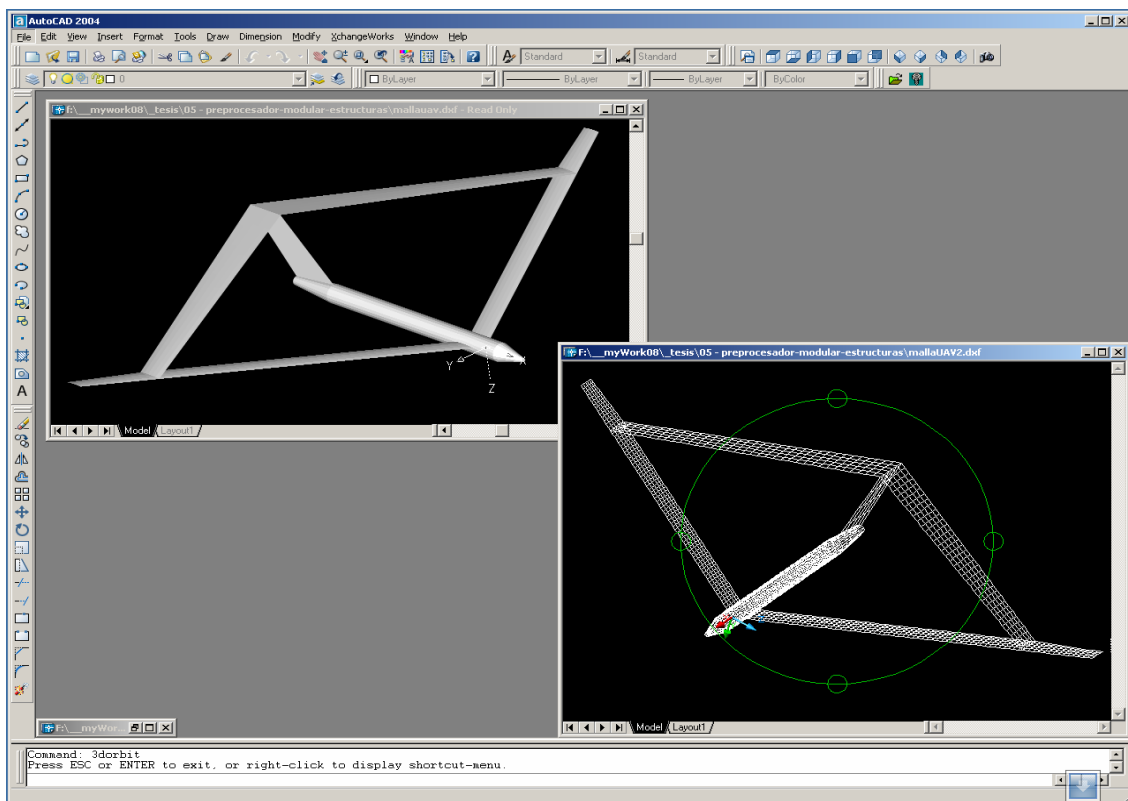 AutoCAD 2004
File Edit View Insert Format Tools Draw Dimension Modify XchangeWorks Window Help
Standard Standard
0 ByLayer ByLayer ByLayer ByColor
F:\__mywork08\_tesis\05 - preprocesador-modular-estructuras\mallauav.dxf - Read Only
Y X
Z
Model Layout1
F:\__myWork08\_tesis\05 - preprocesador-modular-estructuras\mallaUAV2.dxf
Model Layout1
A
F:\__myWor...
Command: 3dorbit
Press ESC or ENTER to exit, or right-click to display shortcut-menu.